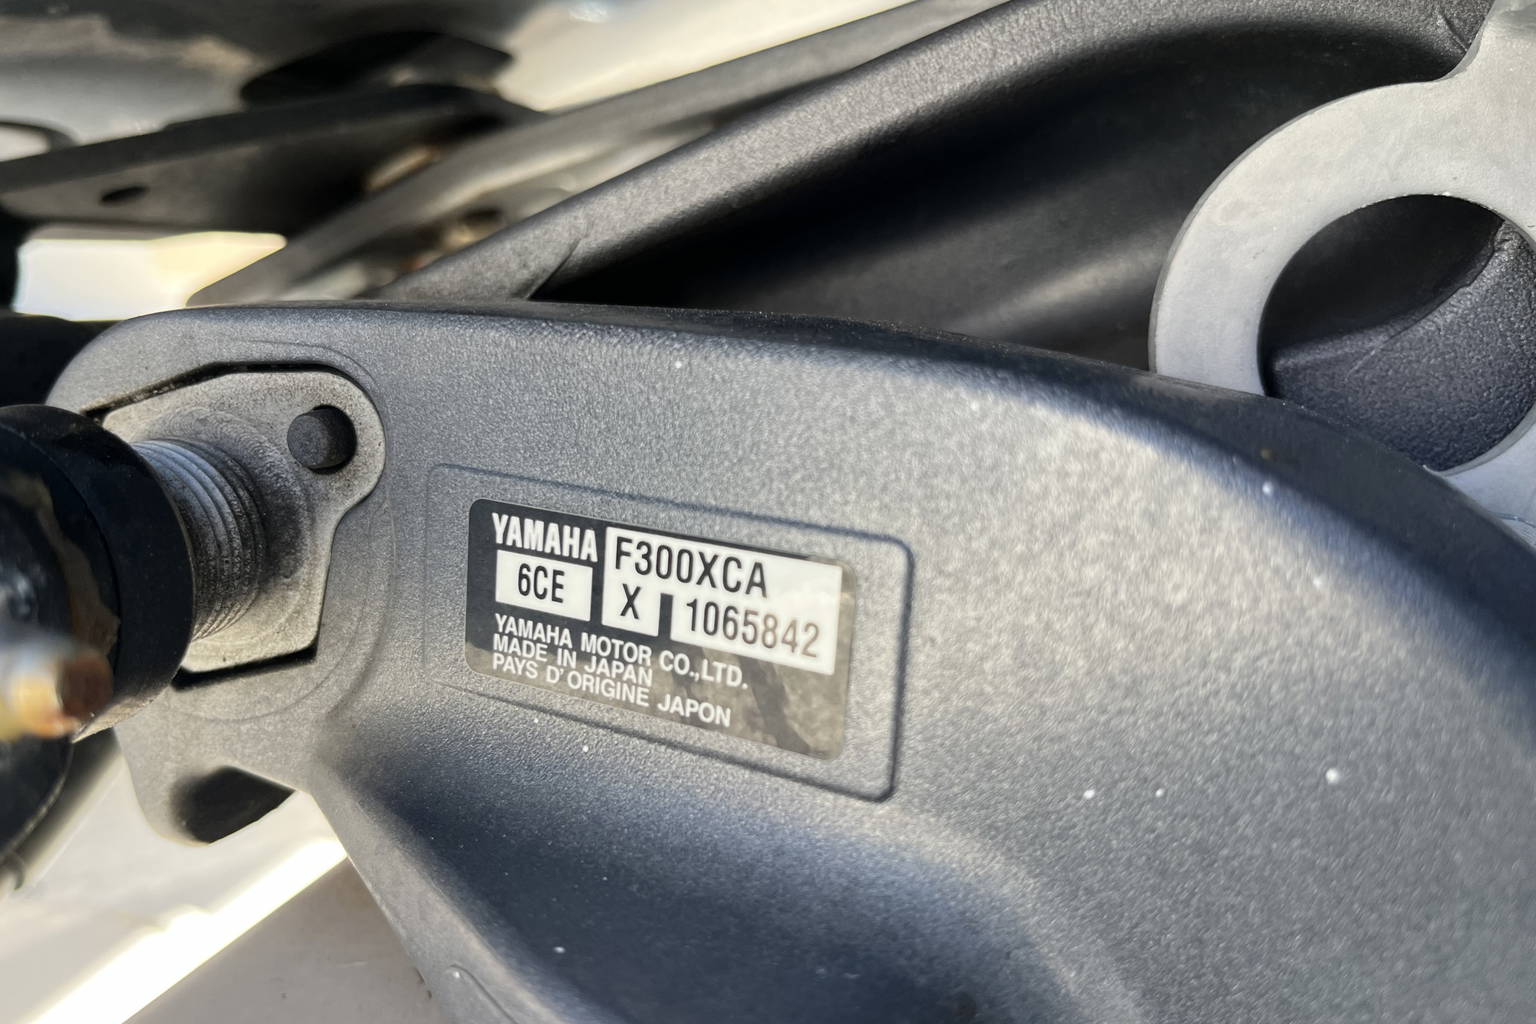 YAMAHA F300XCA
6CE X 1065842
YAMAHA MOTOR CO.,LTD.
MADE IN JAPAN
PAYS D'ORIGINE JAPON